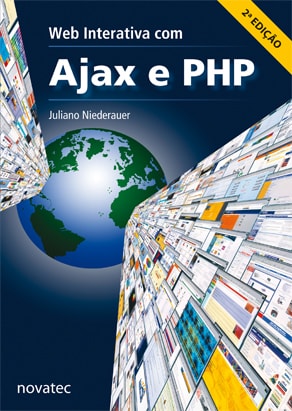 Web Interativa com
2ª EDIÇÃO
Ajax e PHP
Juliano Niederauer
novatec